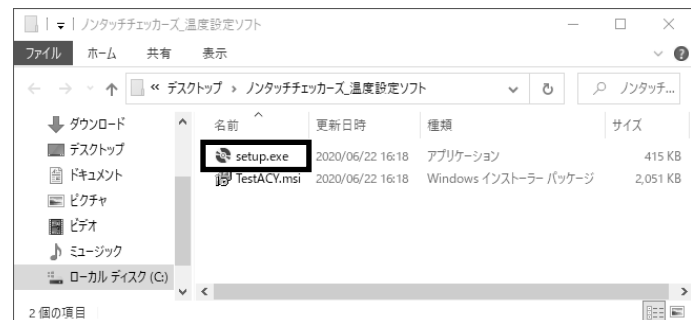 ノンタッチチェッカーズ_温度設定ソフト
ファイル ホーム 共有 表示
« デスクトップ › ノンタッチチェッカーズ_温度設定ソフト ノンタッチ...
ダウンロード
デスクトップ
ドキュメント
ピクチャ
ビデオ
ミュージック
ローカル ディスク (C:)
名前 更新日時 種類 サイズ
setup.exe 2020/06/22 16:18 アプリケーション 415 KB
TestACY.msi 2020/06/22 16:18 Windows インストーラー パッケージ 2,051 KB
2 個の項目